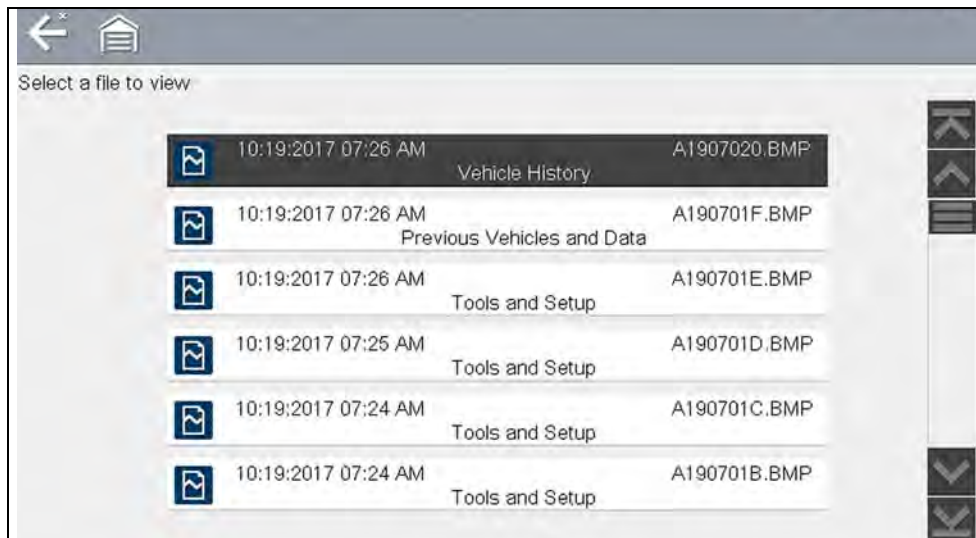 Select a file to view
10:19:2017 07:26 AM A1907020.BMP
Vehicle History
10:19:2017 07:26 AM A190701F.BMP
Previous Vehicles and Data
10:19:2017 07:26 AM A190701E.BMP
Tools and Setup
10:19:2017 07:25 AM A190701D.BMP
Tools and Setup
10:19:2017 07:24 AM A190701C.BMP
Tools and Setup
10:19:2017 07:24 AM A190701B.BMP
Tools and Setup